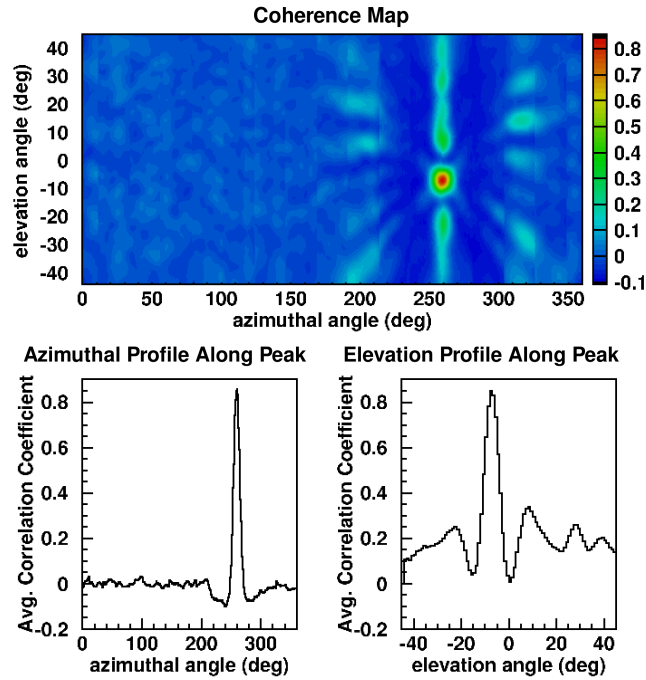 Coherence Map
elevation angle (deg)
40
30
20
10
0
-10
-20
-30
-40
0 50 100 150 200 250 300 350
azimuthal angle (deg)
0.8
0.7
0.6
0.5
0.4
0.3
0.2
0.1
0
-0.1
Azimuthal Profile Along Peak
Avg. Correlation Coefficient
0.8
0.6
0.4
0.2
0
-0.2
0 100 200 300
azimuthal angle (deg)
Elevation Profile Along Peak
Avg. Correlation Coefficient
0.8
0.6
0.4
0.2
0
-0.2
-40 -20 0 20 40
elevation angle (deg)